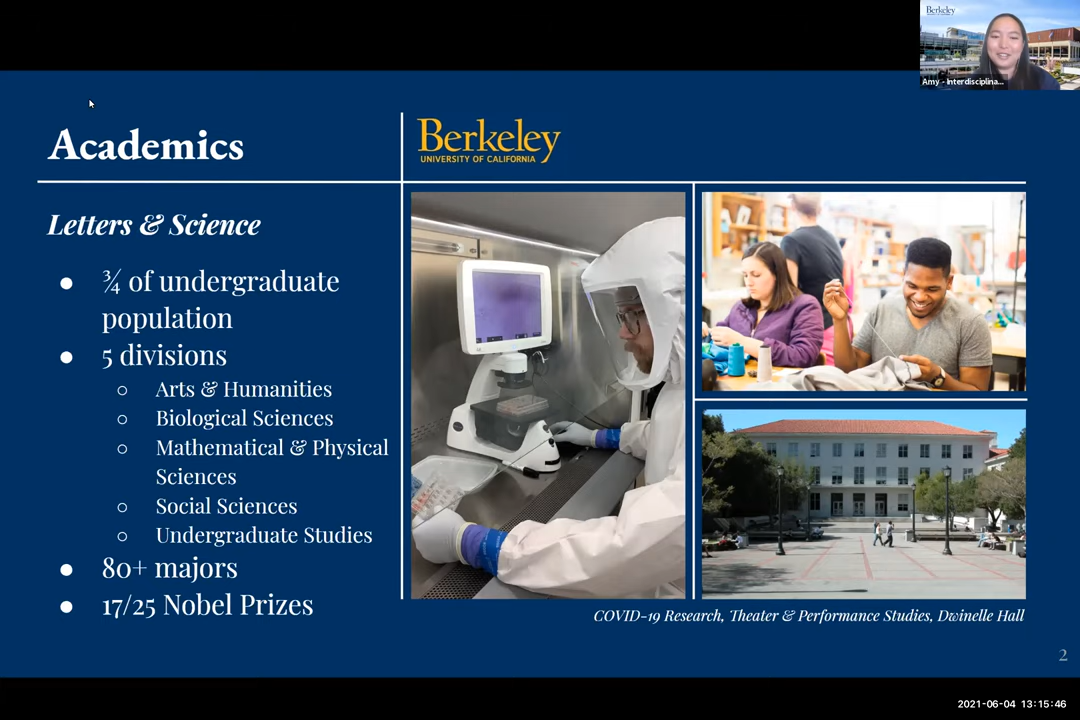 Berkeley
Amy - Interdisciplina...
Academics
Berkeley
UNIVERSITY OF CALIFORNIA
Letters & Science
● ¾ of undergraduate
population
● 5 divisions
○ Arts & Humanities
○ Biological Sciences
○ Mathematical & Physical
Sciences
○ Social Sciences
○ Undergraduate Studies
● 80+ majors
● 17/25 Nobel Prizes
COVID-19 Research, Theater & Performance Studies, Dwinelle Hall
2
2021-06-04 13:15:46